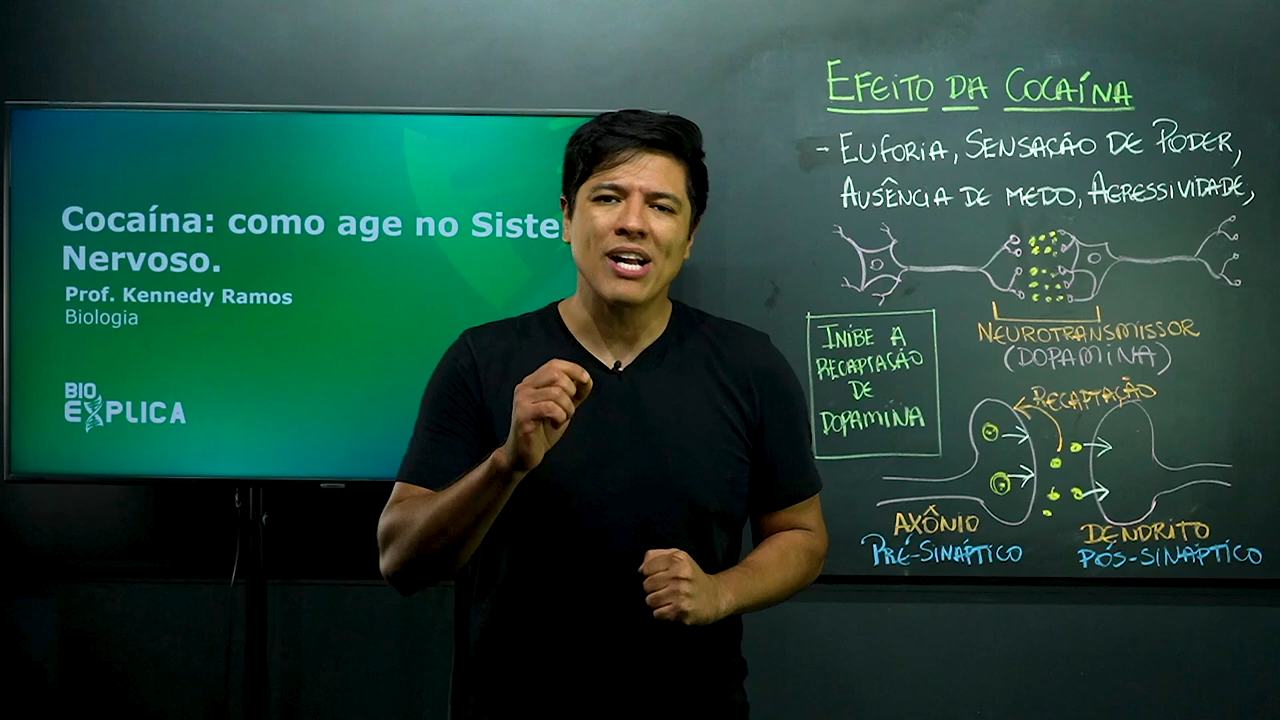 Cocaína: como age no Siste
Nervoso.
Prof. Kennedy Ramos
Biologia
BIO
EXPLICA
EFEITO DA COCAÍNA
- EUFORIA, SENSAÇÃO DE PODER,
AUSÊNCIA DE MEDO, AGRESSIVIDADE,
NEUROTRANSMISSOR
(DOPAMINA)
INIBE A
RECAPTAÇÃO
DE
DOPAMINA
RECAPTAÇÃO
AXÔNIO
PRÉ-SINÁPTICO
DENDRITO
PÓS-SINÁPTICO